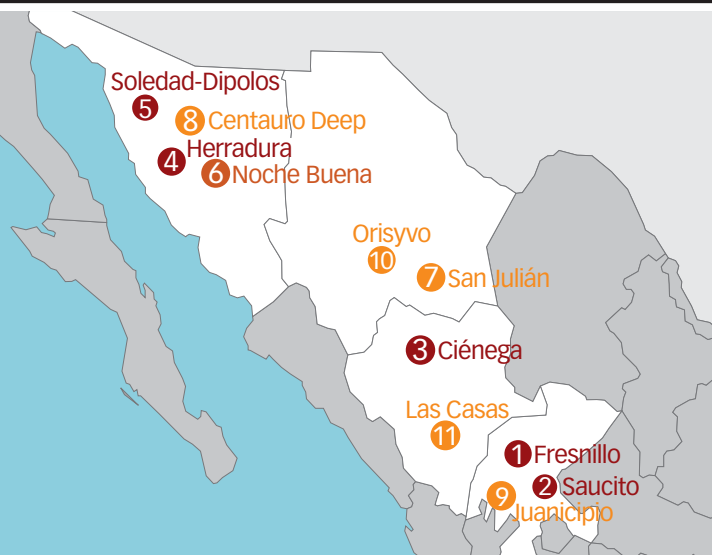 Soledad-Dipolos
5
8 Centauro Deep
Herradura
4
6 Noche Buena
Orisyvo
10
7 San Julián
3 Ciénega
Las Casas
11
1 Fresnillo
2 Saucito
9
Juanicipio